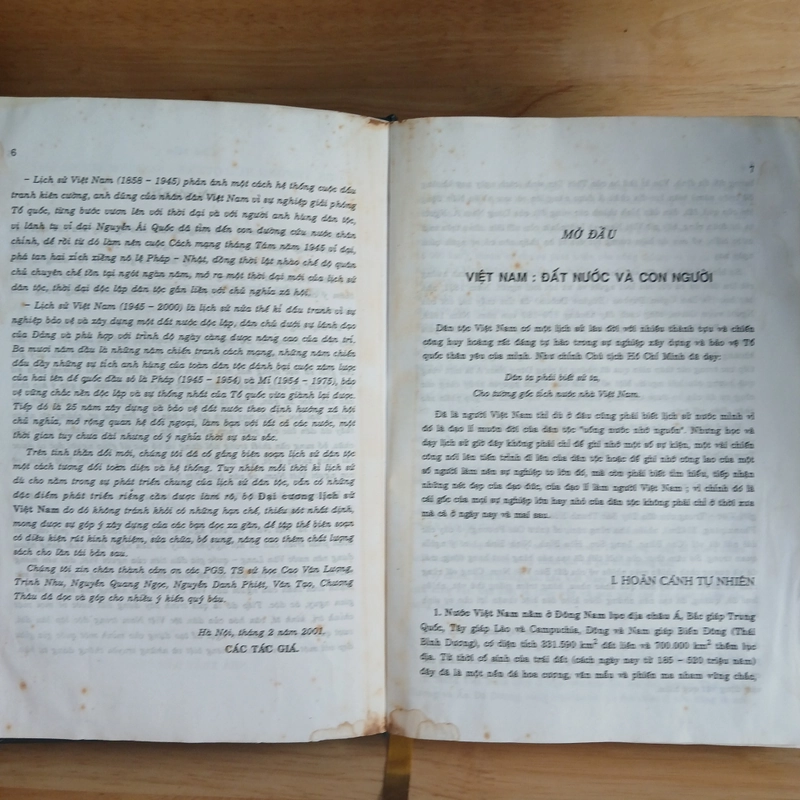 6
– Lịch sử Việt Nam (1858 – 1945) phản ánh một cách hệ thống cuộc đấu
tranh kiên cường, anh dũng của nhân dân Việt Nam vì sự nghiệp giải phóng
Tổ quốc, từng bước vươn lên với thời đại và với người anh hùng dân tộc,
vị lãnh tụ vĩ đại Nguyễn Ái Quốc đã tìm đến con đường cứu nước chân
chính, để rồi từ đó làm nên cuộc Cách mạng tháng Tám năm 1945 vĩ đại,
phá tan hai xích xiềng nô lệ Pháp – Nhật, đồng thời lật nhào chế độ quân
chủ chuyên chế tồn tại ngót ngàn năm, mở ra một thời đại mới của lịch sử
dân tộc, thời đại độc lập dân tộc gắn liền với chủ nghĩa xã hội.
– Lịch sử Việt Nam (1945 – 2000) là lịch sử nửa thế kỉ đấu tranh vì sự
nghiệp bảo vệ và xây dựng một đất nước độc lập, dân chủ dưới sự lãnh đạo
của Đảng và phù hợp với trình độ ngày càng được nâng cao của dân trí.
Ba mươi năm đầu là những năm chiến tranh cách mạng, những năm chiến
đấu đầy những sự tích anh hùng của toàn dân tộc đánh bại cuộc xâm lược
của hai tên đế quốc đầu sỏ là Pháp (1945 – 1954) và Mĩ (1954 – 1975), bảo
vệ vững chắc nền độc lập và sự thống nhất của Tổ quốc vừa giành lại được.
Tiếp đó là 25 năm xây dựng và bảo vệ đất nước theo định hướng xã hội
chủ nghĩa, mở rộng quan hệ đối ngoại, làm bạn với tất cả các nước, một
thời gian tuy chưa dài nhưng có ý nghĩa thời sự sâu sắc.
Trên tinh thần đổi mới, chúng tôi đã cố gắng biên soạn lịch sử dân tộc
một cách tương đối toàn diện và hệ thống. Tuy nhiên mỗi thời kì lịch sử
dù cho nằm trong sự phát triển chung của lịch sử dân tộc, vẫn có những
đặc điểm phát triển riêng cần được làm rõ, bộ Đại cương lịch sử
Việt Nam do đó không tránh khỏi có những hạn chế, thiếu sót nhất định,
mong được sự góp ý xây dựng của các bạn đọc xa gần, để tập thể biên soạn
có điều kiện rút kinh nghiệm, sửa chữa, bổ sung, nâng cao thêm chất lượng
sách cho lần tái bản sau.
Chúng tôi xin chân thành cảm ơn các PGS, TS sử học Cao Văn Lượng,
Trịnh Nhu, Nguyễn Quang Ngọc, Nguyễn Danh Phiệt, Văn Tạo, Chương
Thâu đã đọc và góp cho nhiều ý kiến quý báu.
Hà Nội, tháng 2 năm 2001.
CÁC TÁC GIẢ.
7
MỞ ĐẦU
VIỆT NAM : ĐẤT NƯỚC VÀ CON NGƯỜI
Dân tộc Việt Nam có một lịch sử lâu đời với nhiều thành tựu và chiến
công huy hoàng rất đáng tự hào trong sự nghiệp xây dựng và bảo vệ Tổ
quốc thân yêu của mình. Như chính Chủ tịch Hồ Chí Minh đã dạy:
Dân ta phải biết sử ta,
Cho tường gốc tích nước nhà Việt Nam.
Đã là người Việt Nam thì dù ở đâu cũng phải biết lịch sử nước mình vì
đó là đạo lí muôn đời của dân tộc "uống nước nhớ nguồn". Nhưng học và
dạy lịch sử giờ đây không phải chỉ để ghi nhớ một số sự kiện, một vài chiến
công nói lên tiến trình đi lên của dân tộc hoặc để ghi nhớ công lao của một
số người làm nên sự nghiệp to lớn đó, mà còn phải biết tìm hiểu, tiếp nhận
những nét đẹp của đạo đức, của đạo lí làm người Việt Nam ; vì chính đó là
cái gốc của mọi sự nghiệp lớn hay nhỏ của dân tộc không phải chỉ ở thời xưa
mà cả ở ngày nay và mai sau.
I. HOÀN CẢNH TỰ NHIÊN
1. Nước Việt Nam nằm ở Đông Nam lục địa châu Á, Bắc giáp Trung
Quốc, Tây giáp Lào và Campuchia, Đông và Nam giáp Biển Đông (Thái
Bình Dương), có diện tích 331.590 km² đất liền và 700.000 km² thềm lục
địa. Từ thời cổ sinh của trái đất (cách ngày nay từ 185 – 520 triệu năm)
đây đã là một nền đá hoa cương, vân mẫu và phiến ma nham vững chắc,